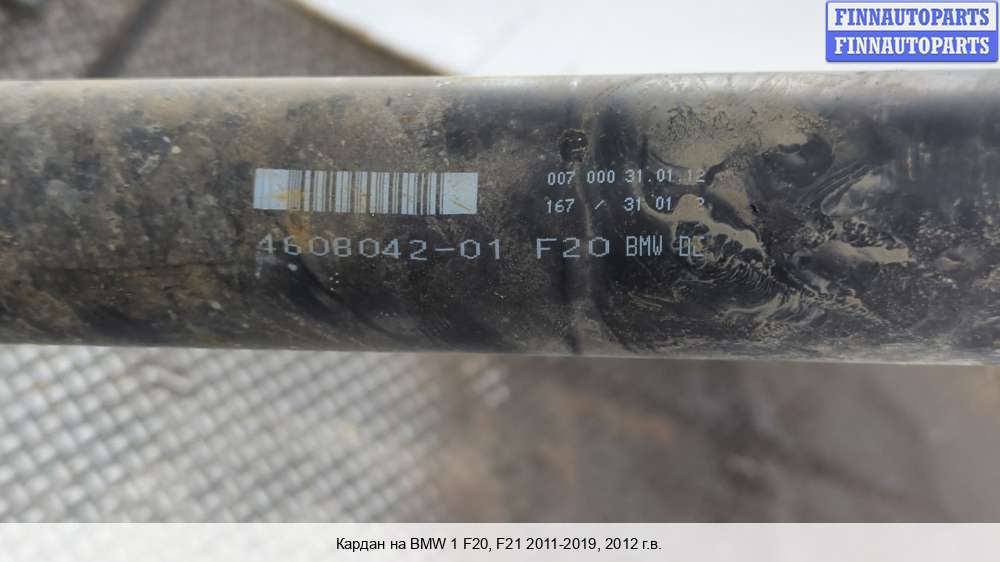 FINNAUTOPARTS
FINNAUTOPARTS
007 000 31.01.12
167 / 31 01
4608042-01 F20 BMW
Кардан на BMW 1 F20, F21 2011-2019, 2012 г.в.